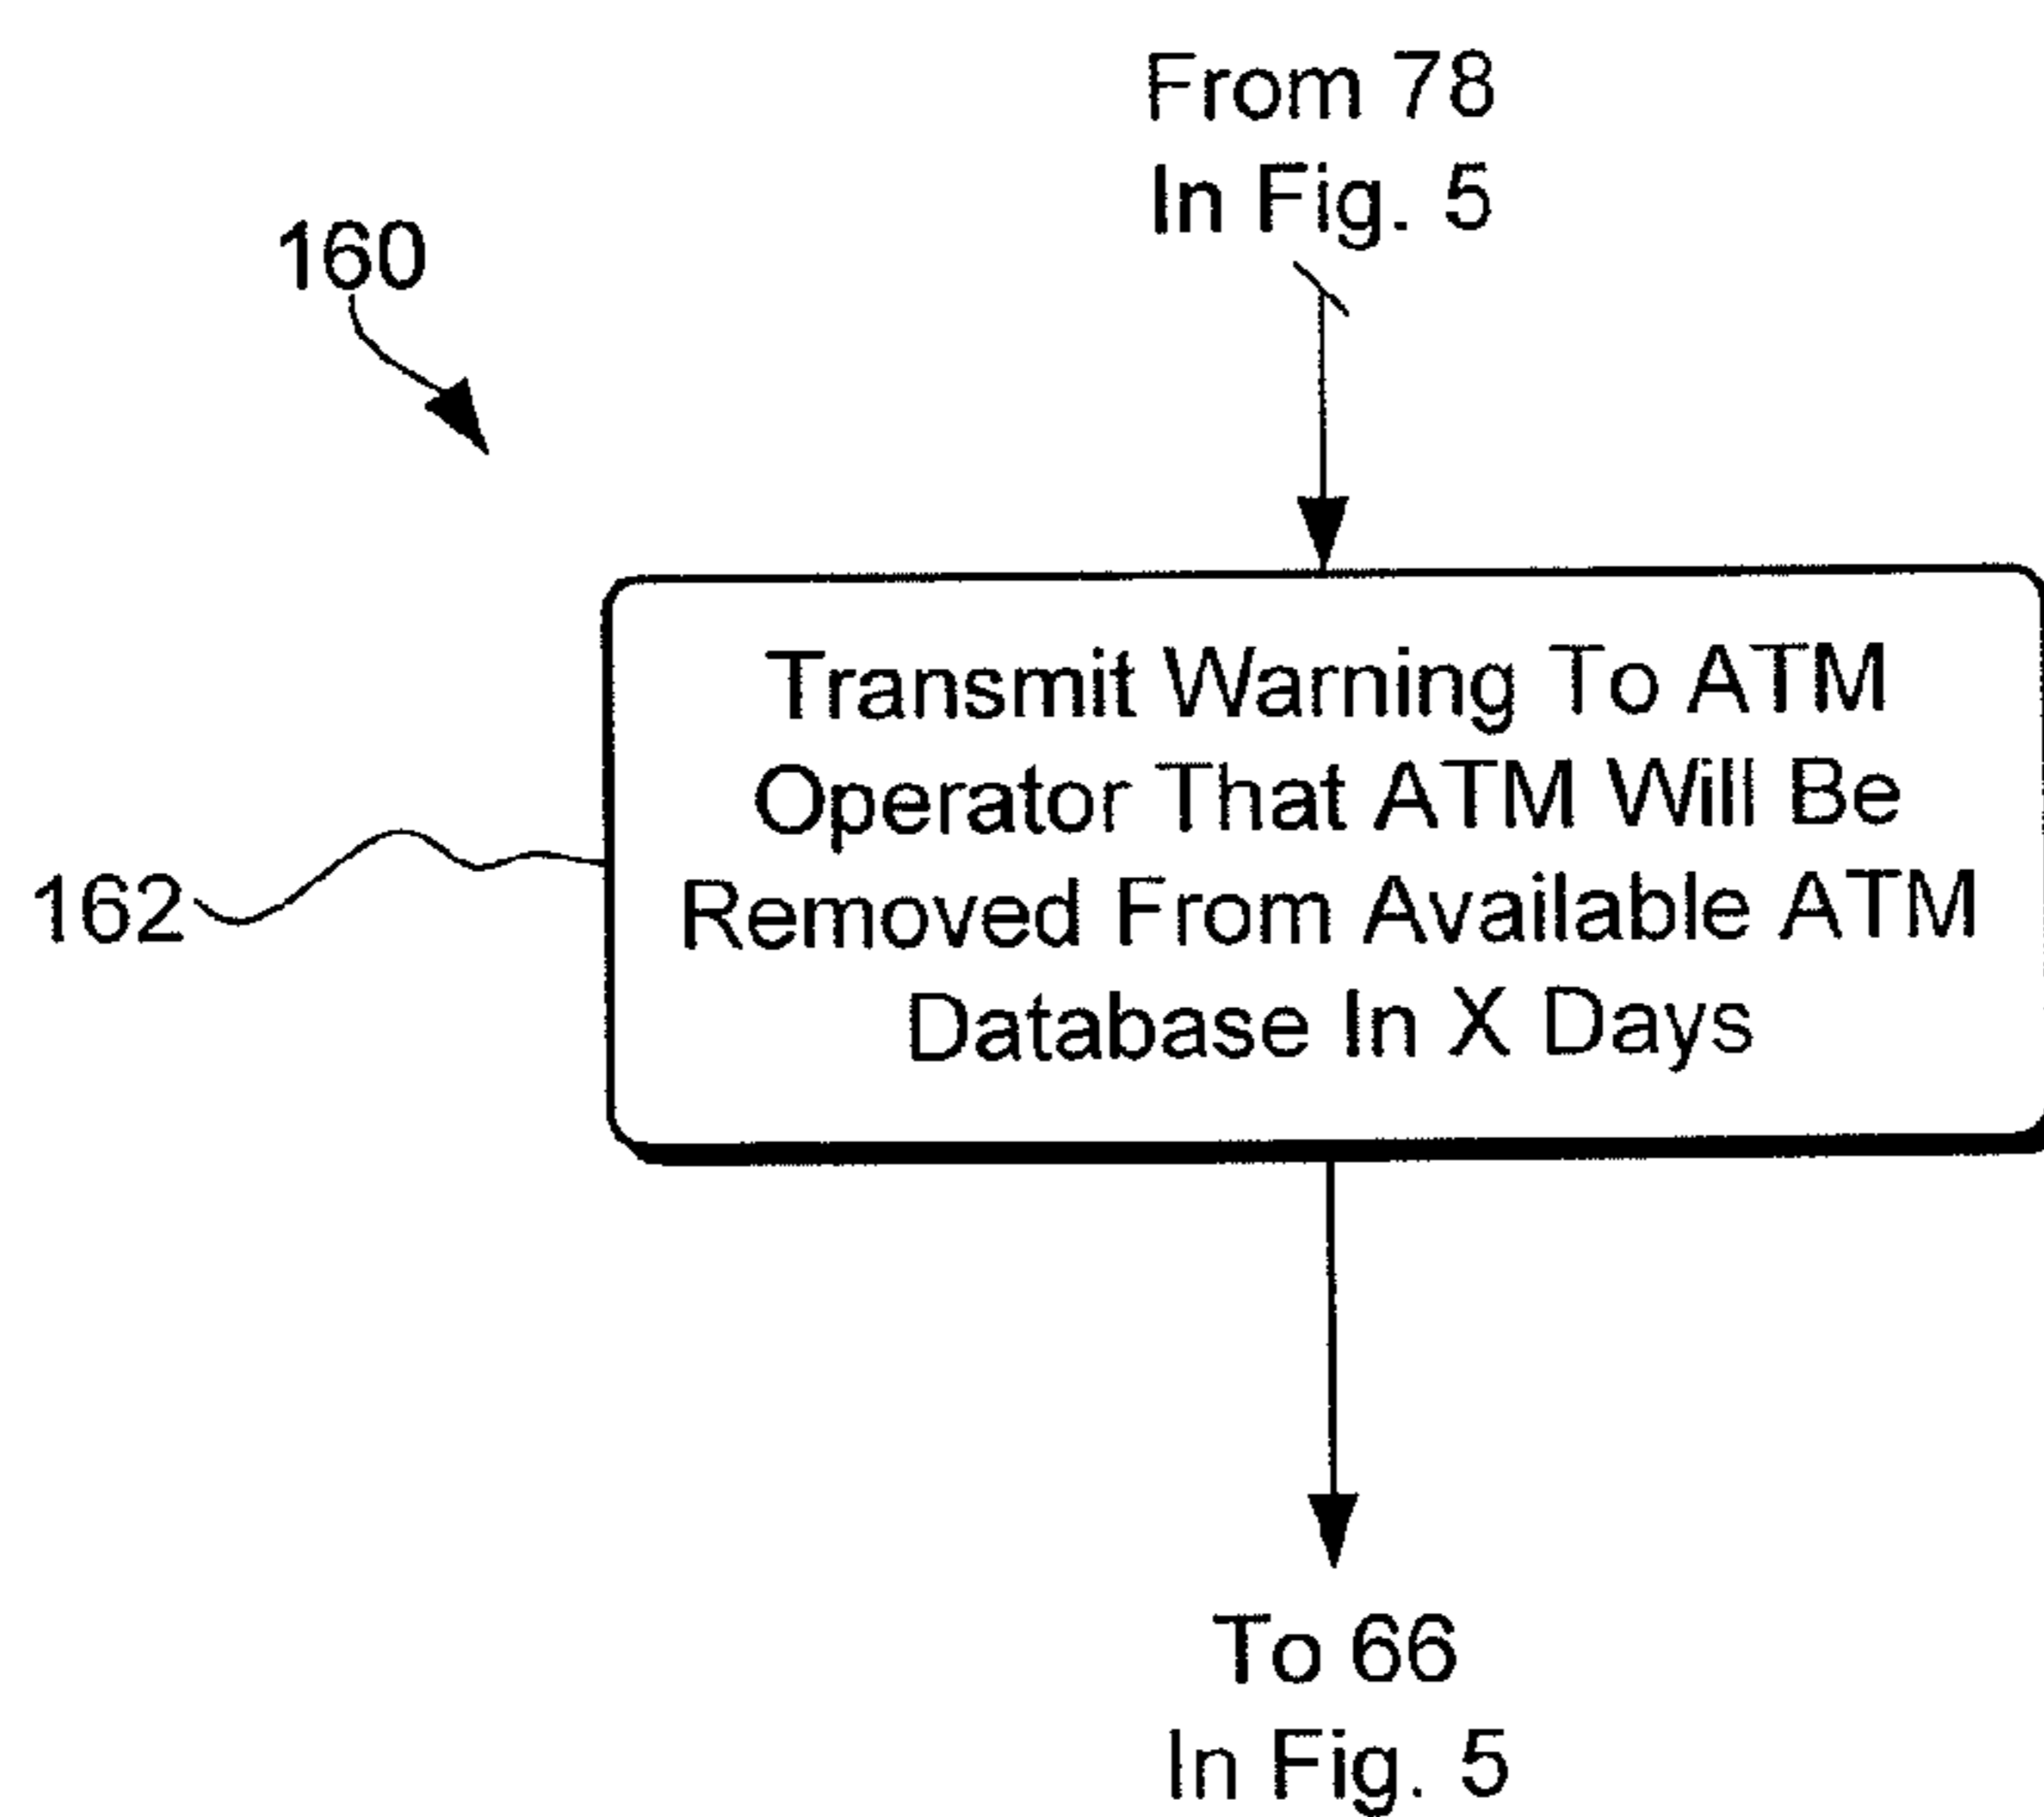 From 78
In Fig. 5
160
Transmit Warning To ATM
Operator That ATM Will Be
Removed From Available ATM
Database In X Days
162
To 66
In Fig. 5